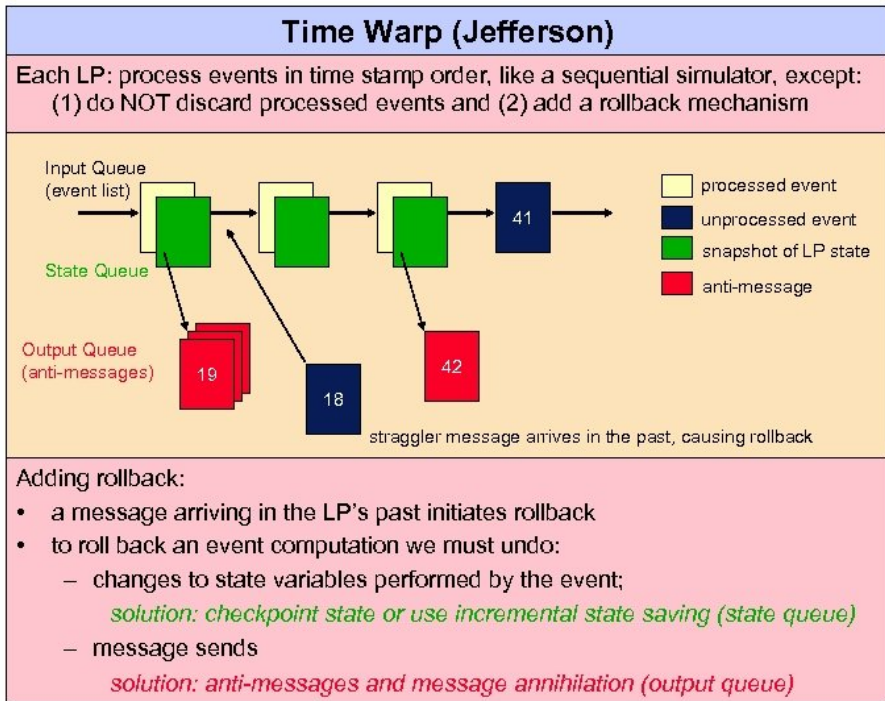 Time Warp (Jefferson)
Each LP: process events in time stamp order, like a sequential simulator, except:
(1) do NOT discard processed events and (2) add a rollback mechanism
Input Queue
(event list)
41
processed event
unprocessed event
snapshot of LP state
anti-message
State Queue
Output Queue
(anti-messages)
19
18
42
straggler message arrives in the past, causing rollback
Adding rollback:
• a message arriving in the LP's past initiates rollback
• to roll back an event computation we must undo:
– changes to state variables performed by the event;
solution: checkpoint state or use incremental state saving (state queue)
– message sends
solution: anti-messages and message annihilation (output queue)